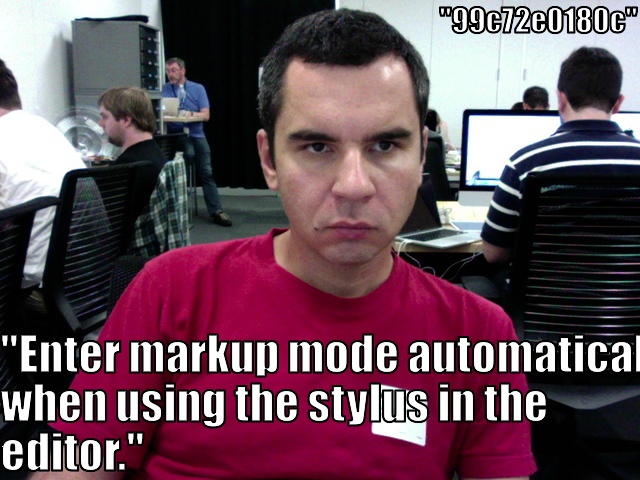 "99c72e0180c"
"Enter markup mode automatical
when using the stylus in the
editor."